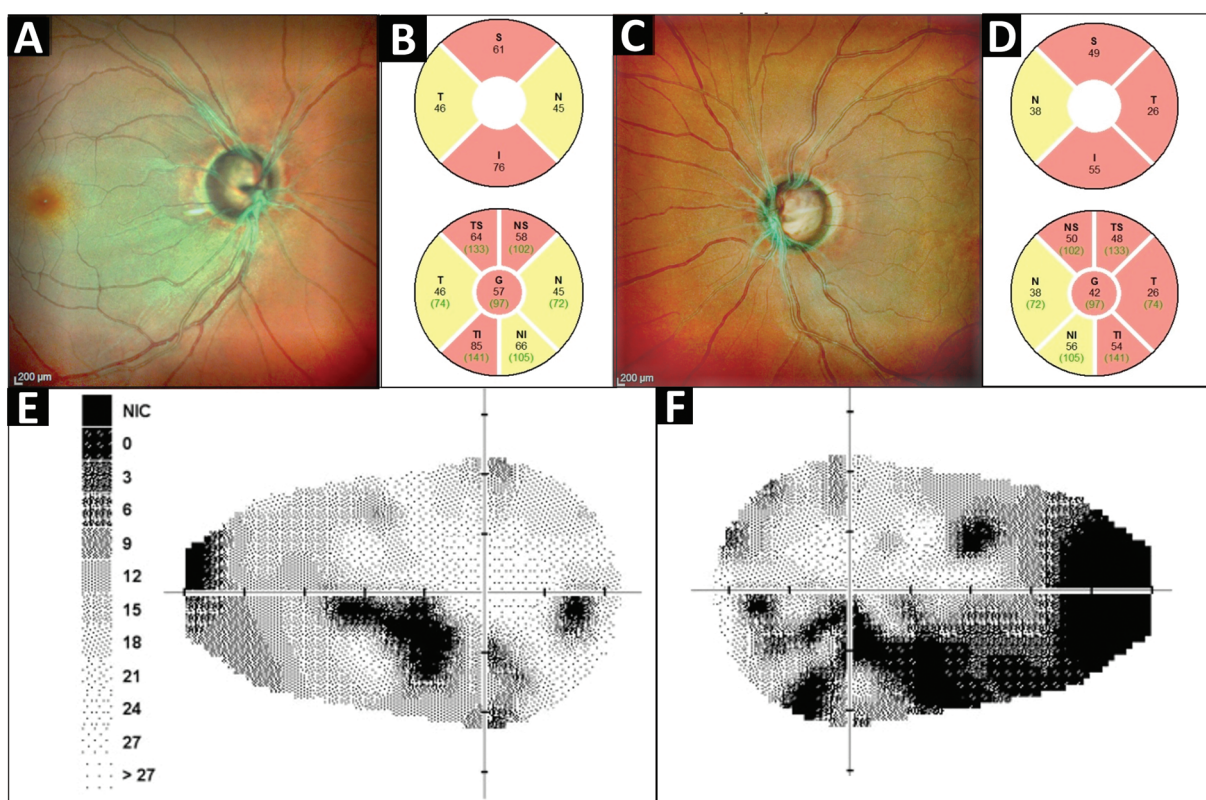 A
200 µm
B
S
61
T
46
N
45
I
76
TS
64
(133)
NS
58
(102)
T
46
(74)
G
57
(97)
N
45
(72)
TI
85
(141)
NI
66
(105)
C
200 µm
D
S
49
N
38
T
26
I
55
NS
50
(102)
TS
48
(133)
N
38
(72)
G
42
(97)
T
26
(74)
NI
56
(105)
TI
54
(141)
E
NIC
0
3
6
9
12
15
18
21
24
27
> 27
F